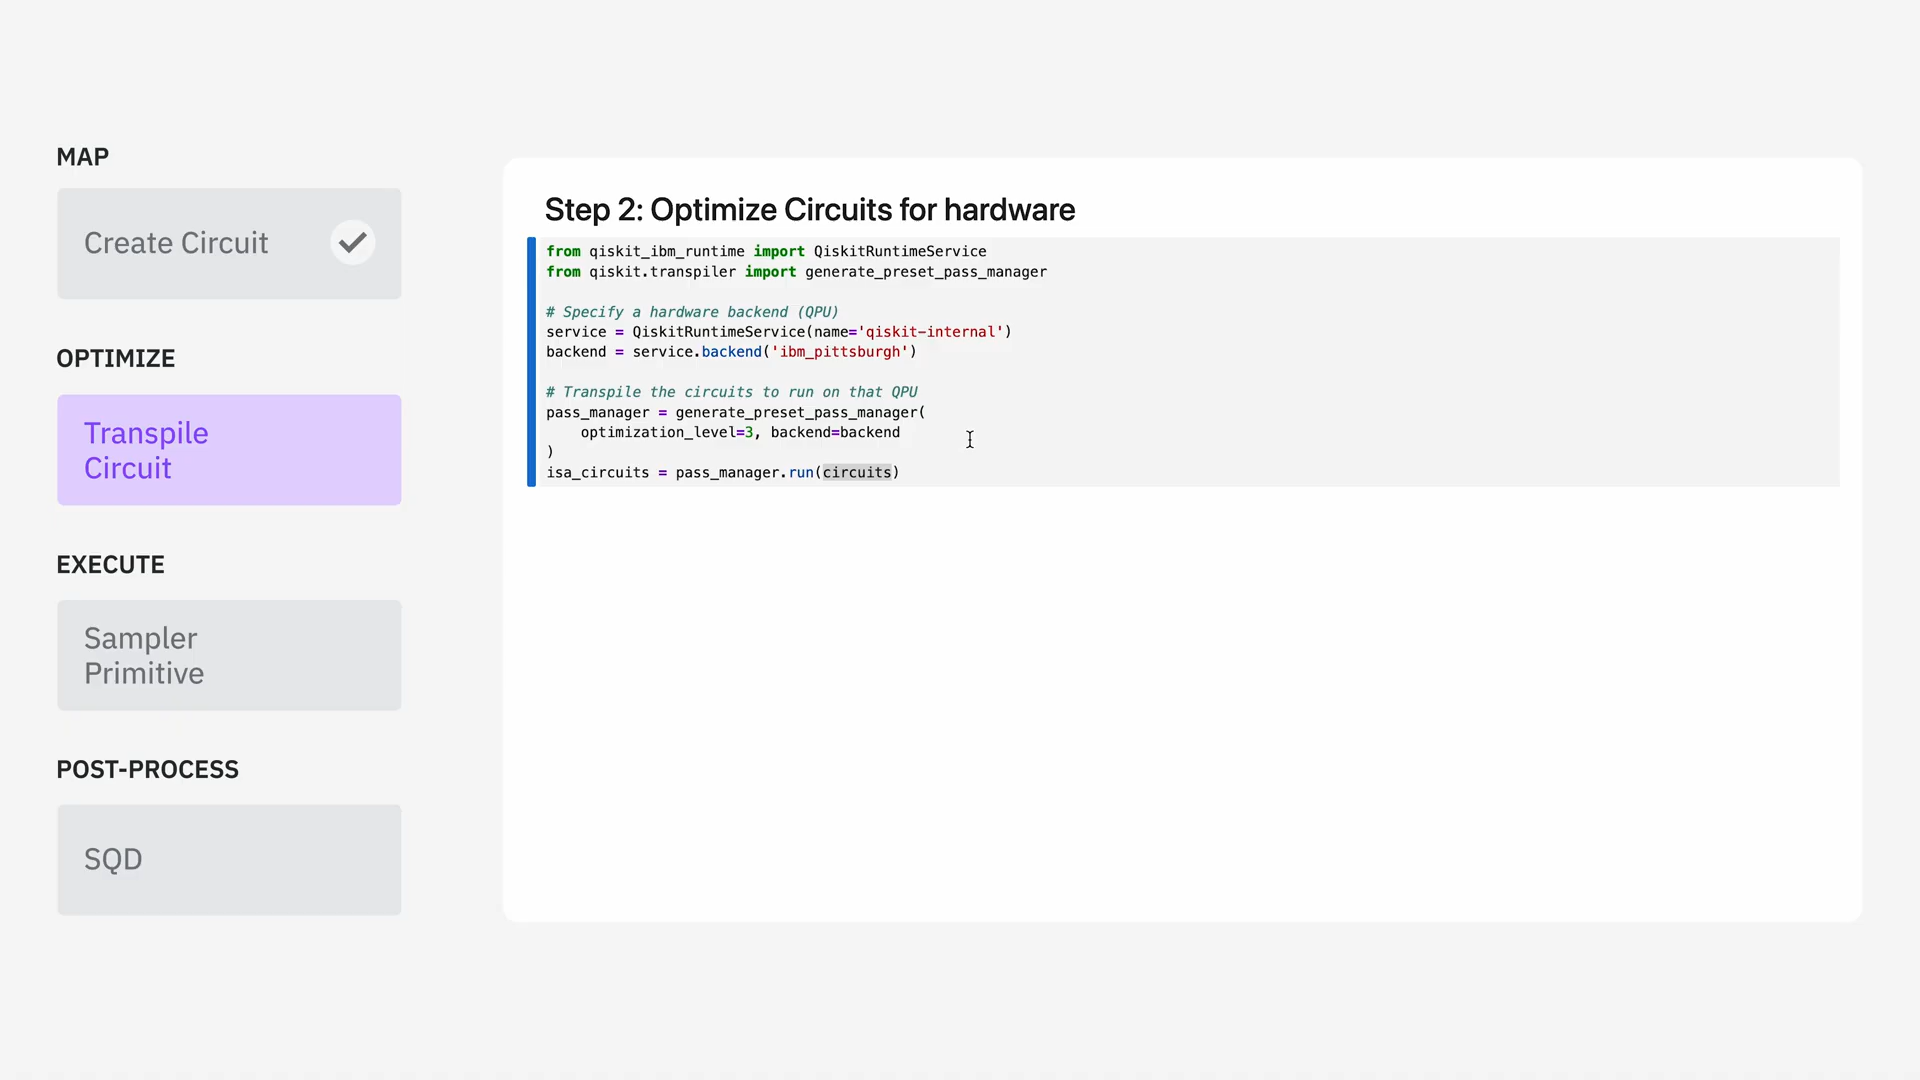 MAP
Create Circuit
OPTIMIZE
Transpile
Circuit
EXECUTE
Sampler
Primitive
POST-PROCESS
SQD
Step 2: Optimize Circuits for hardware
from qiskit_ibm_runtime import QiskitRuntimeService
from qiskit.transpiler import generate_preset_pass_manager
# Specify a hardware backend (QPU)
service = QiskitRuntimeService(name='qiskit-internal')
backend = service.backend('ibm_pittsburgh')
# Transpile the circuits to run on that QPU
pass_manager = generate_preset_pass_manager(
    optimization_level=3, backend=backend
)
isa_circuits = pass_manager.run(circuits)